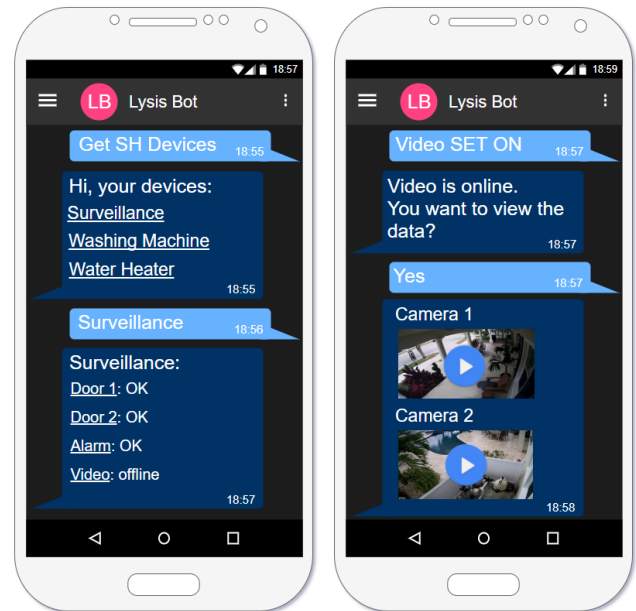 18:57
LB Lysis Bot
Get SH Devices 18:55
Hi, your devices:
Surveillance
Washing Machine
Water Heater
18:55
Surveillance 18:56
Surveillance:
Door 1: OK
Door 2: OK
Alarm: OK
Video: offline
18:57
18:59
LB Lysis Bot
Video SET ON 18:57
Video is online.
You want to view the
data?
18:57
Yes 18:57
Camera 1
Camera 2
18:58